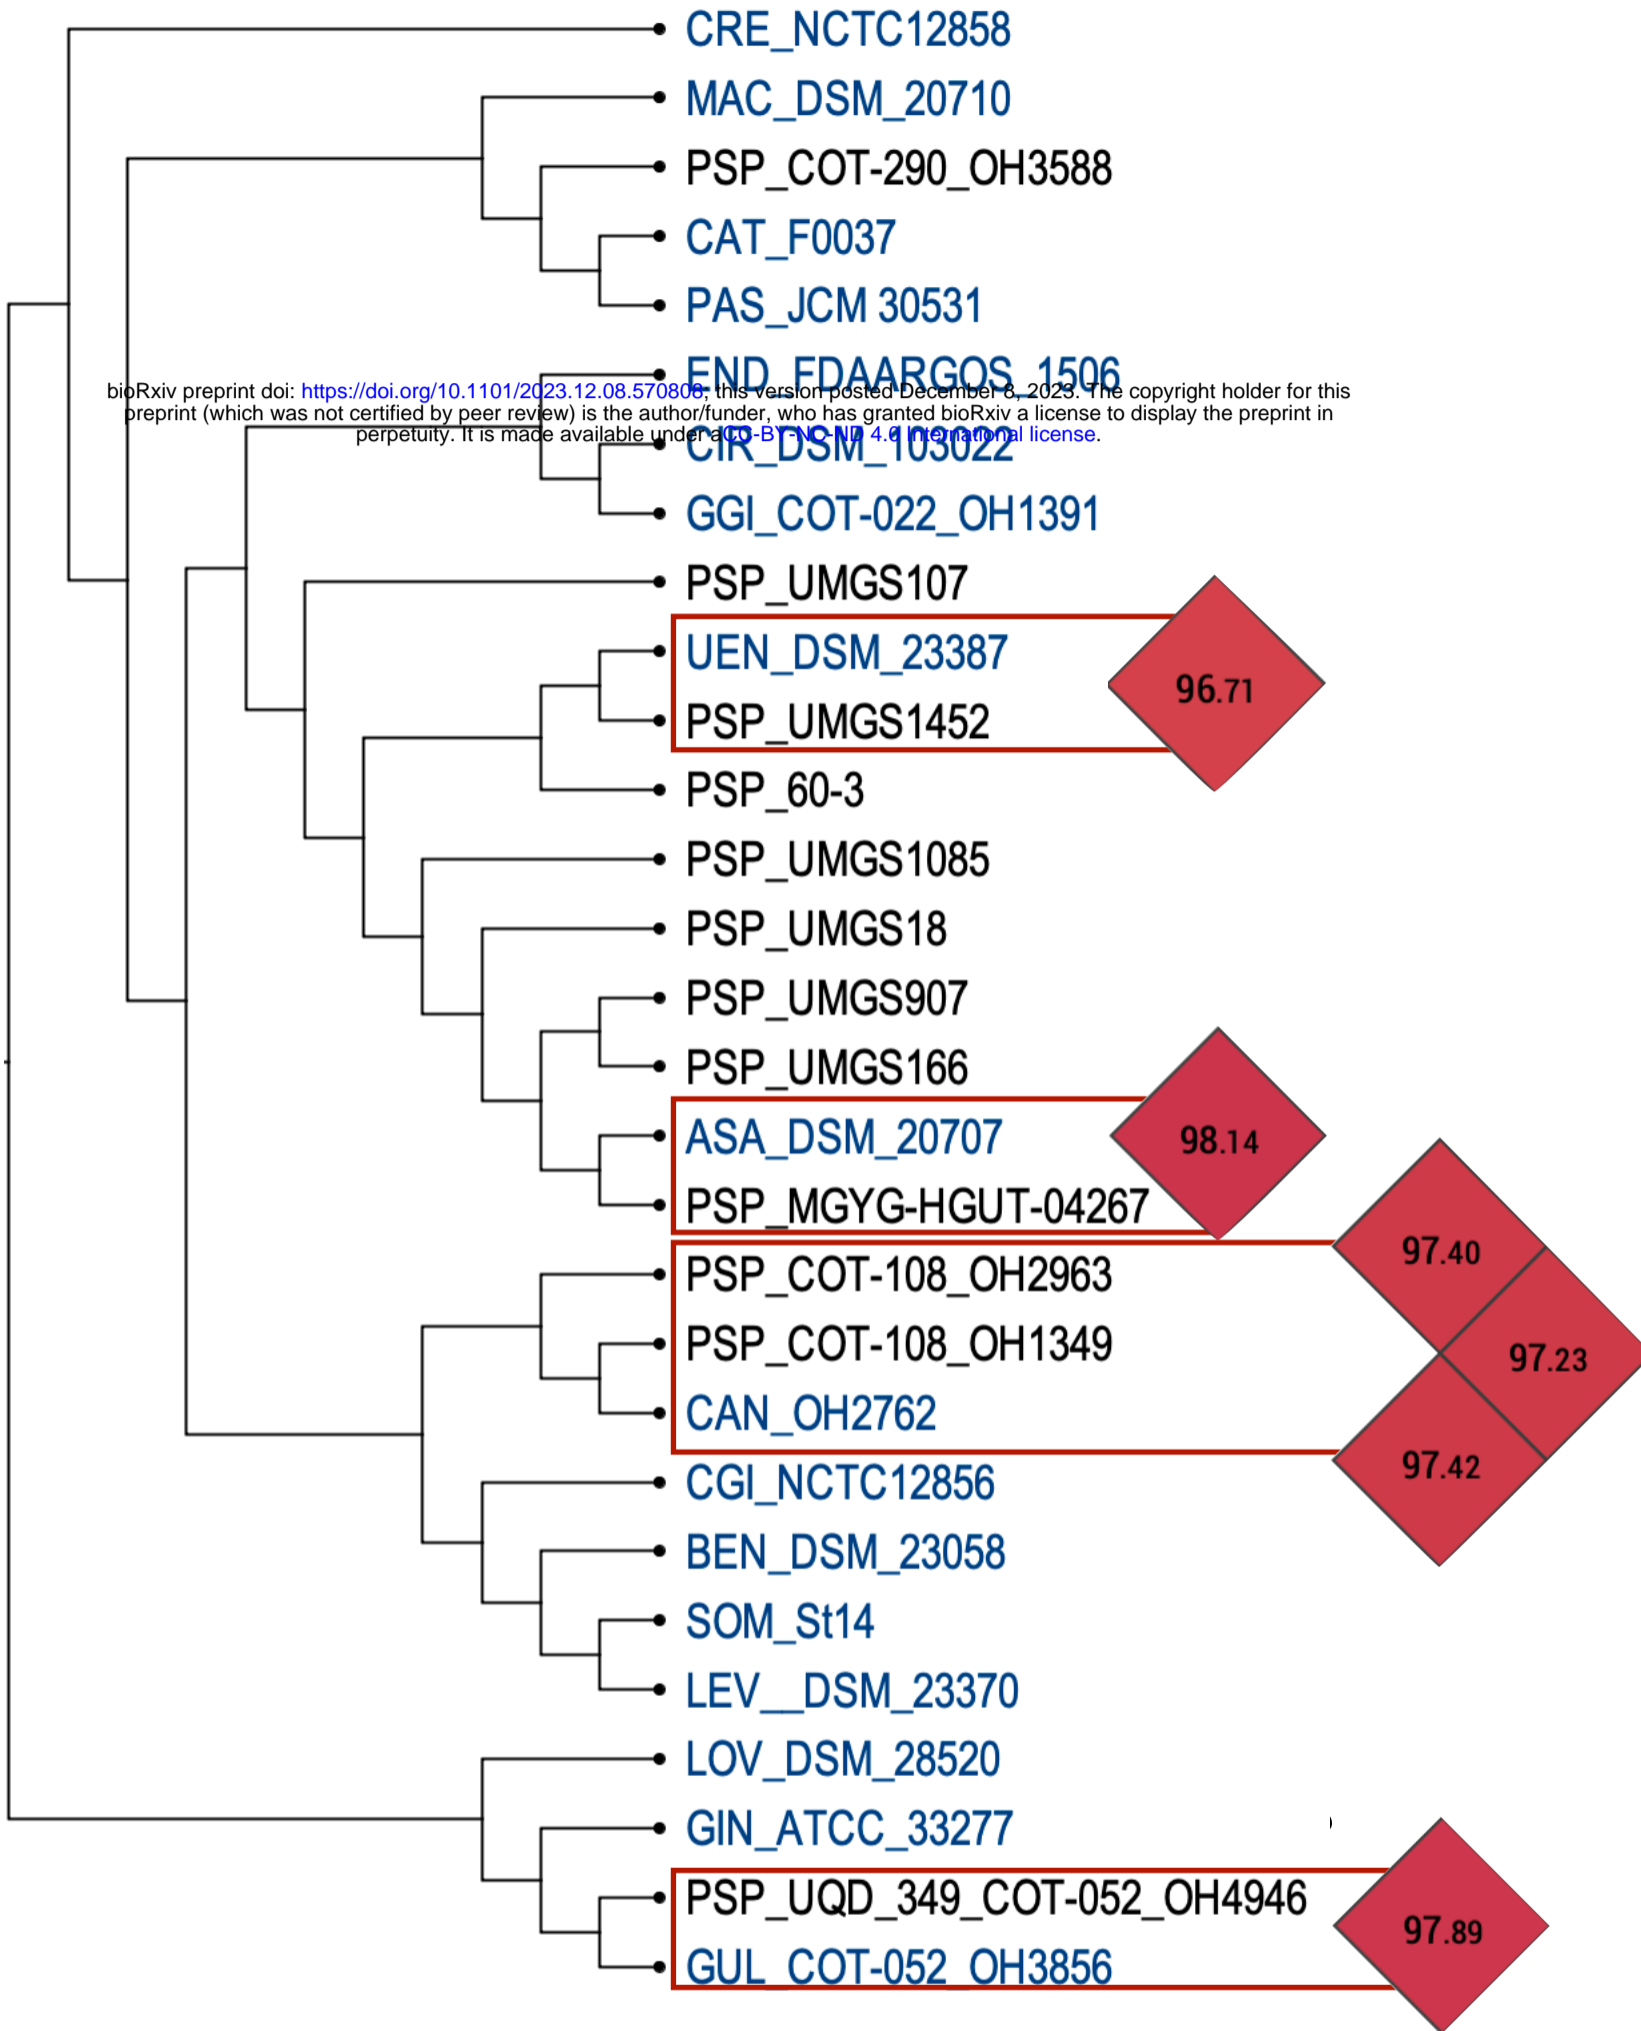 CRE_NCTC12858
MAC_DSM_20710
PSP_COT-290_OH3588
CAT_F0037
PAS_JCM 30531
END_FDAARGOS_1506
bioRxiv preprint doi: https://doi.org/10.1101/2023.12.08.570808; this version posted December 8, 2023. The copyright holder for this
preprint (which was not certified by peer review) is the author/funder, who has granted bioRxiv a license to display the preprint in
perpetuity. It is made available under aCC-BY-NC-ND 4.0 International license.
CIR_DSM_103022
GGI_COT-022_OH1391
PSP_UMGS107
UEN_DSM_23387
96.71
PSP_UMGS1452
PSP_60-3
PSP_UMGS1085
PSP_UMGS18
PSP_UMGS907
PSP_UMGS166
ASA_DSM_20707
98.14
PSP_MGYG-HGUT-04267
97.40
PSP_COT-108_OH2963
PSP_COT-108_OH1349
97.23
CAN_OH2762
97.42
CGI_NCTC12856
BEN_DSM_23058
SOM_St14
LEV__DSM_23370
LOV_DSM_28520
GIN_ATCC_33277
PSP_UQD_349_COT-052_OH4946
97.89
GUL_COT-052_OH3856